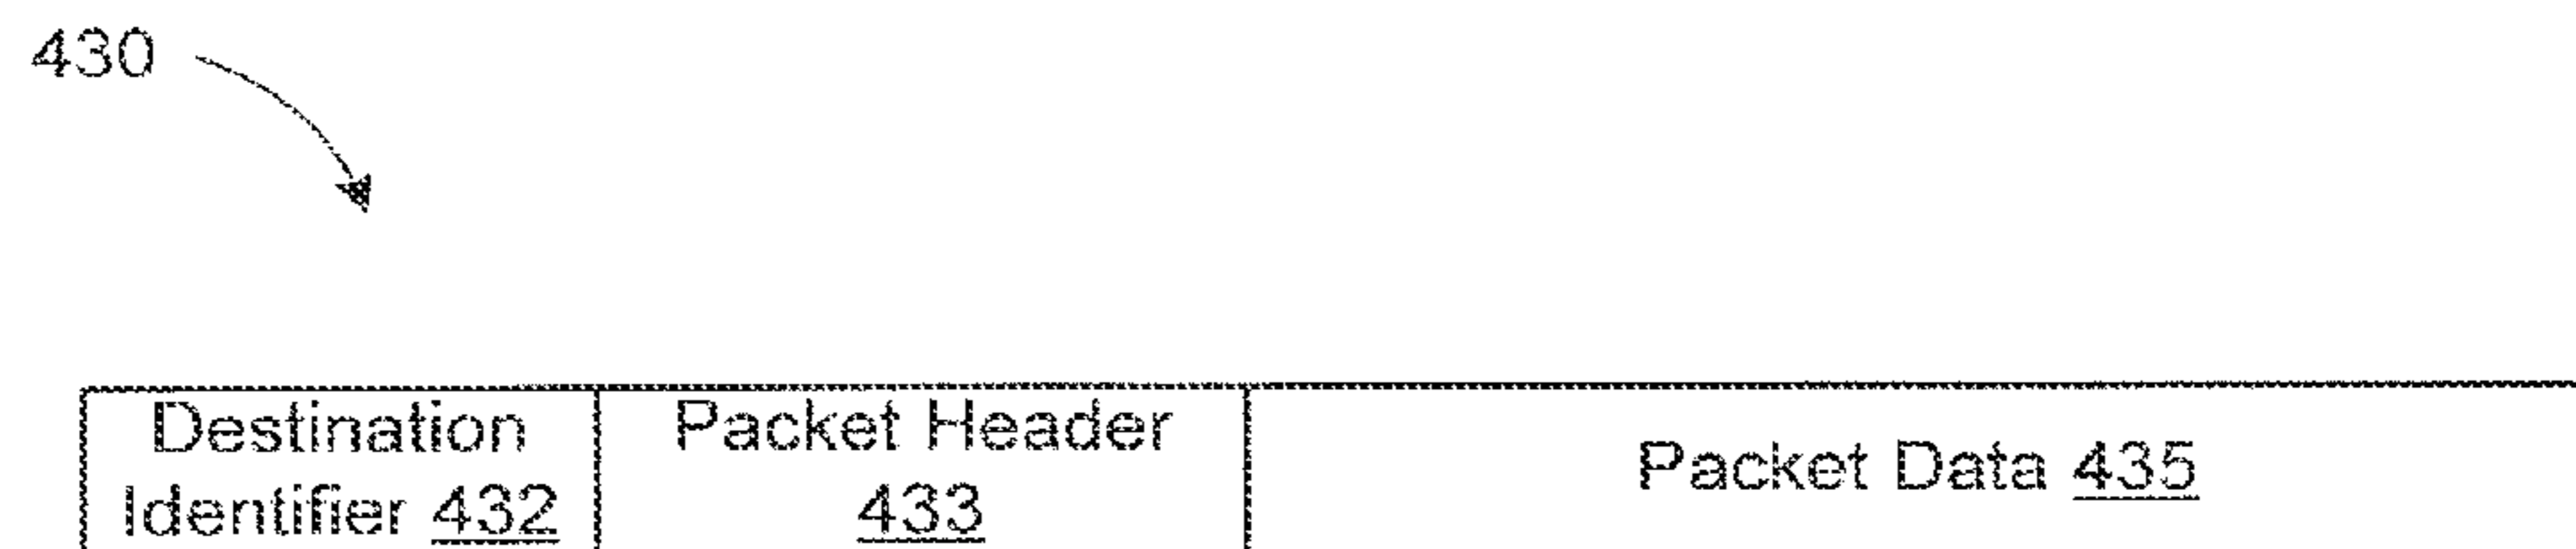 430
Destination
Identifier 432
Packet Header
433
Packet Data 435